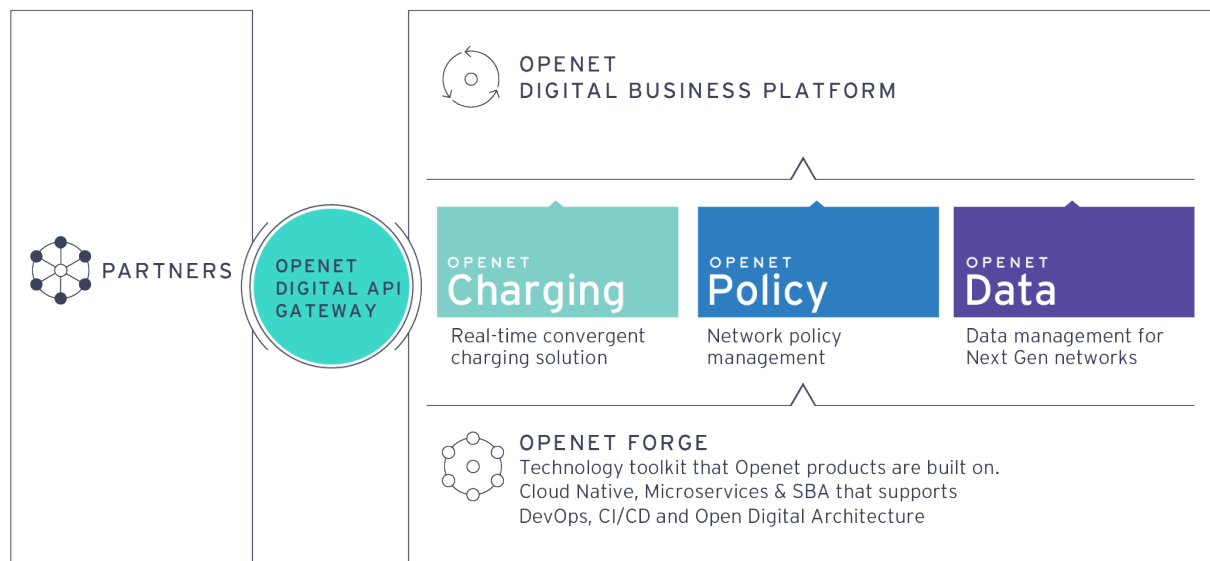 OPENET
DIGITAL BUSINESS PLATFORM
PARTNERS
OPENET
DIGITAL API
GATEWAY
OPENET
Charging
Real-time convergent
charging solution
OPENET
Policy
Network policy
management
OPENET
Data
Data management for
Next Gen networks
OPENET FORGE
Technology toolkit that Openet products are built on.
Cloud Native, Microservices & SBA that supports
DevOps, CI/CD and Open Digital Architecture